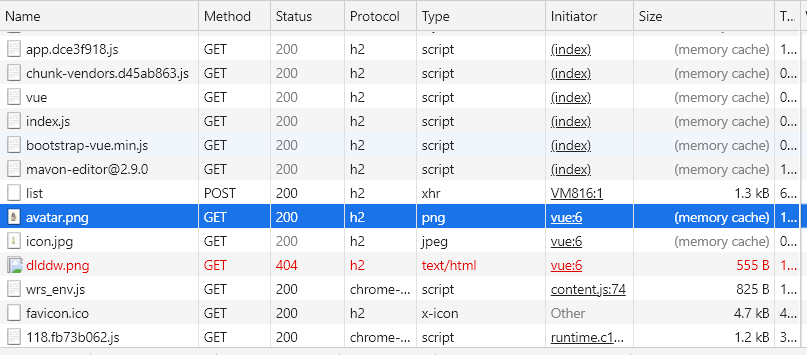 Name Method Status Protocol Type Initiator Size T...
app.dce3f918.js GET 200 h2 script (index) (memory cache) 1...
chunk-vendors.d45ab863.js GET 200 h2 script (index) (memory cache) 0...
vue GET 200 h2 script (index) (memory cache) 0...
index.js GET 200 h2 script (index) (memory cache) 0...
bootstrap-vue.min.js GET 200 h2 script (index) (memory cache) 0...
mavon-editor@2.9.0 GET 200 h2 script (index) (memory cache) 0...
list POST 200 h2 xhr VM816:1 1.3 kB 6...
avatar.png GET 200 h2 png vue:6 (memory cache) 1...
icon.jpg GET 200 h2 jpeg vue:6 (memory cache) 0...
dlddw.png GET 404 h2 text/html vue:6 555 B 1...
wrs_env.js GET 200 chrome-... script content.js:74 825 B 1...
favicon.ico GET 200 h2 x-icon Other 4.7 kB 4...
118.fb73b062.js GET 200 chrome-... script runtime.c1... 1.2 kB 3...